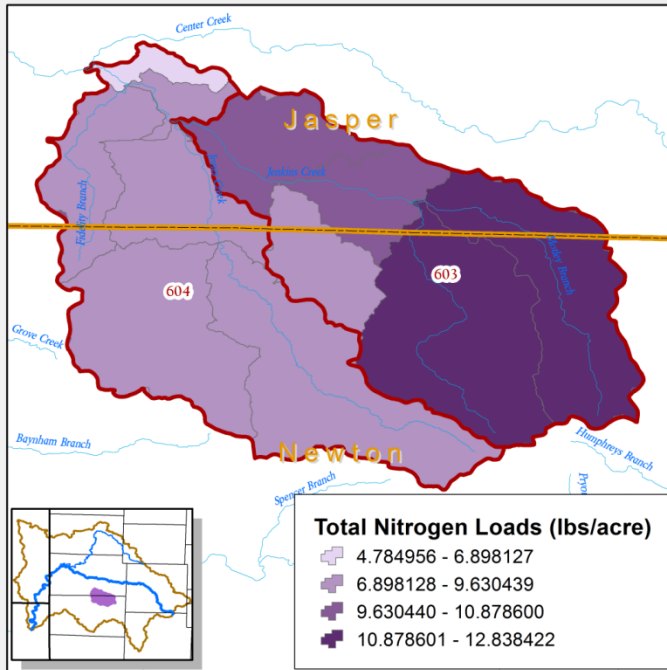 Center Creek
Jasper
Jenkins Creek
Fidelity Branch
603
604
Grove Creek
Baynham Branch
Newton
Humphreys Branch
Spencer Branch
Total Nitrogen Loads (lbs/acre)
4.784956 - 6.898127
6.898128 - 9.630439
9.630440 - 10.878600
10.878601 - 12.838422